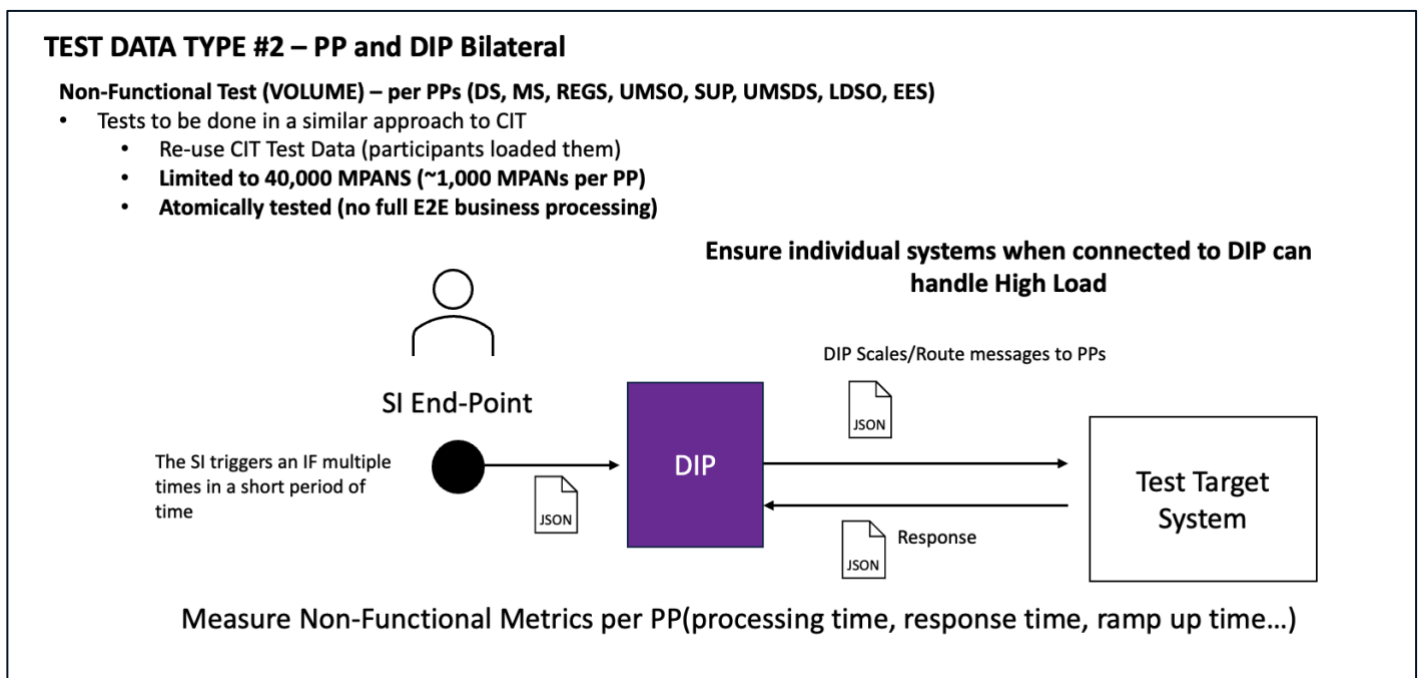 TEST DATA TYPE #2 – PP and DIP Bilateral
Non-Functional Test (VOLUME) – per PPs (DS, MS, REGS, UMSO, SUP, UMSDS, LDSO, EES)
• Tests to be done in a similar approach to CIT
• Re-use CIT Test Data (participants loaded them)
• Limited to 40,000 MPANS (~1,000 MPANs per PP)
• Atomically tested (no full E2E business processing)
Ensure individual systems when connected to DIP can
handle High Load
DIP Scales/Route messages to PPs
JSON
SI End-Point
The SI triggers an IF multiple
times in a short period of
time
JSON
DIP
Test Target
System
Response
JSON
Measure Non-Functional Metrics per PP(processing time, response time, ramp up time...)